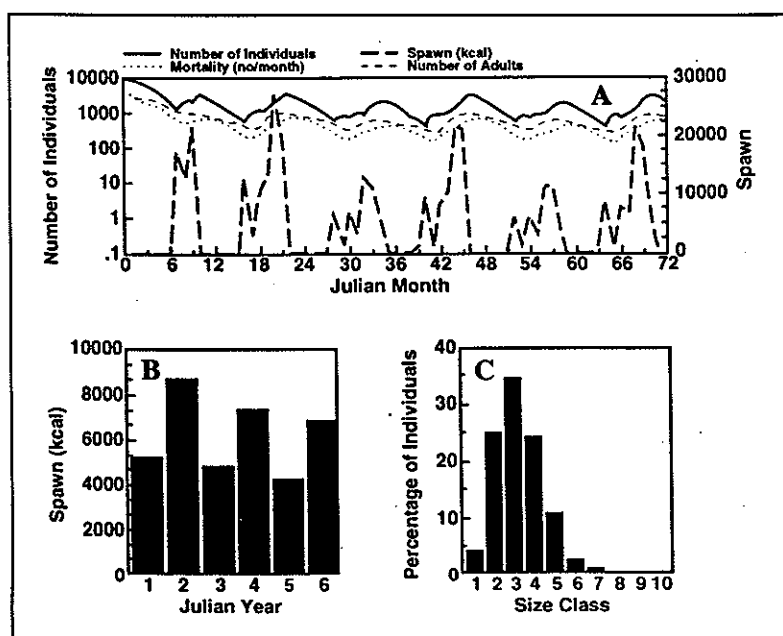 Number of Individuals Spawn (kcal)
Mortality (no/month) Number of Adults
A
Number of Individuals
10000
1000
100
10
1
.1
30000
20000
10000
0
Spawn
0 6 12 18 24 30 36 42 48 54 60 66 72
Julian Month
B
Spawn (kcal)
10000
8000
6000
4000
2000
0
1 2 3 4 5 6
Julian Year
C
Percentage of Individuals
40
30
20
10
0
1 2 3 4 5 6 7 8 9 10
Size Class